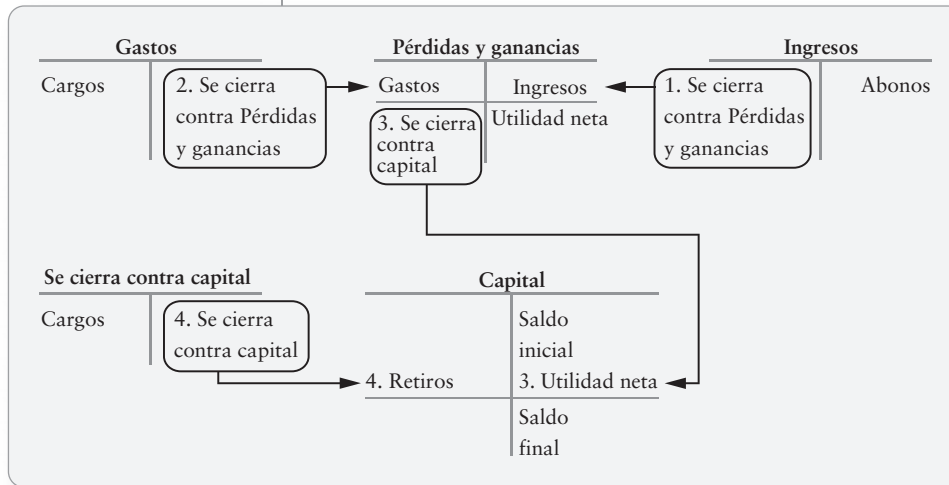 Gastos
Cargos
2. Se cierra
contra Pérdidas
y ganancias
Pérdidas y ganancias
Gastos
Ingresos
3. Se cierra
contra
capital
Utilidad neta
Ingresos
1. Se cierra
contra Pérdidas
y ganancias
Abonos
Se cierra contra capital
Cargos
4. Se cierra
contra capital
Capital
Saldo
inicial
4. Retiros
3. Utilidad neta
Saldo
final